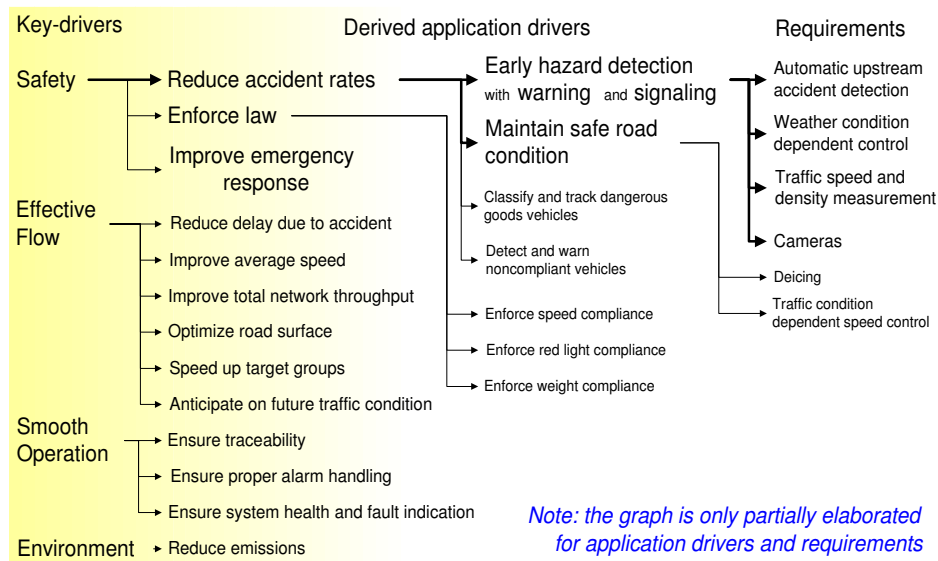 Key-drivers
Derived application drivers
Requirements
Safety
Reduce accident rates
Enforce law
Improve emergency
response
Early hazard detection
with warning and signaling
Maintain safe road
condition
Classify and track dangerous
goods vehicles
Detect and warn
noncompliant vehicles
Enforce speed compliance
Enforce red light compliance
Enforce weight compliance
Automatic upstream
accident detection
Weather condition
dependent control
Traffic speed and
density measurement
Cameras
Deicing
Traffic condition
dependent speed control
Effective
Flow
Reduce delay due to accident
Improve average speed
Improve total network throughput
Optimize road surface
Speed up target groups
Anticipate on future traffic condition
Smooth
Operation
Ensure traceability
Ensure proper alarm handling
Ensure system health and fault indication
Environment
Reduce emissions
Note: the graph is only partially elaborated
for application drivers and requirements